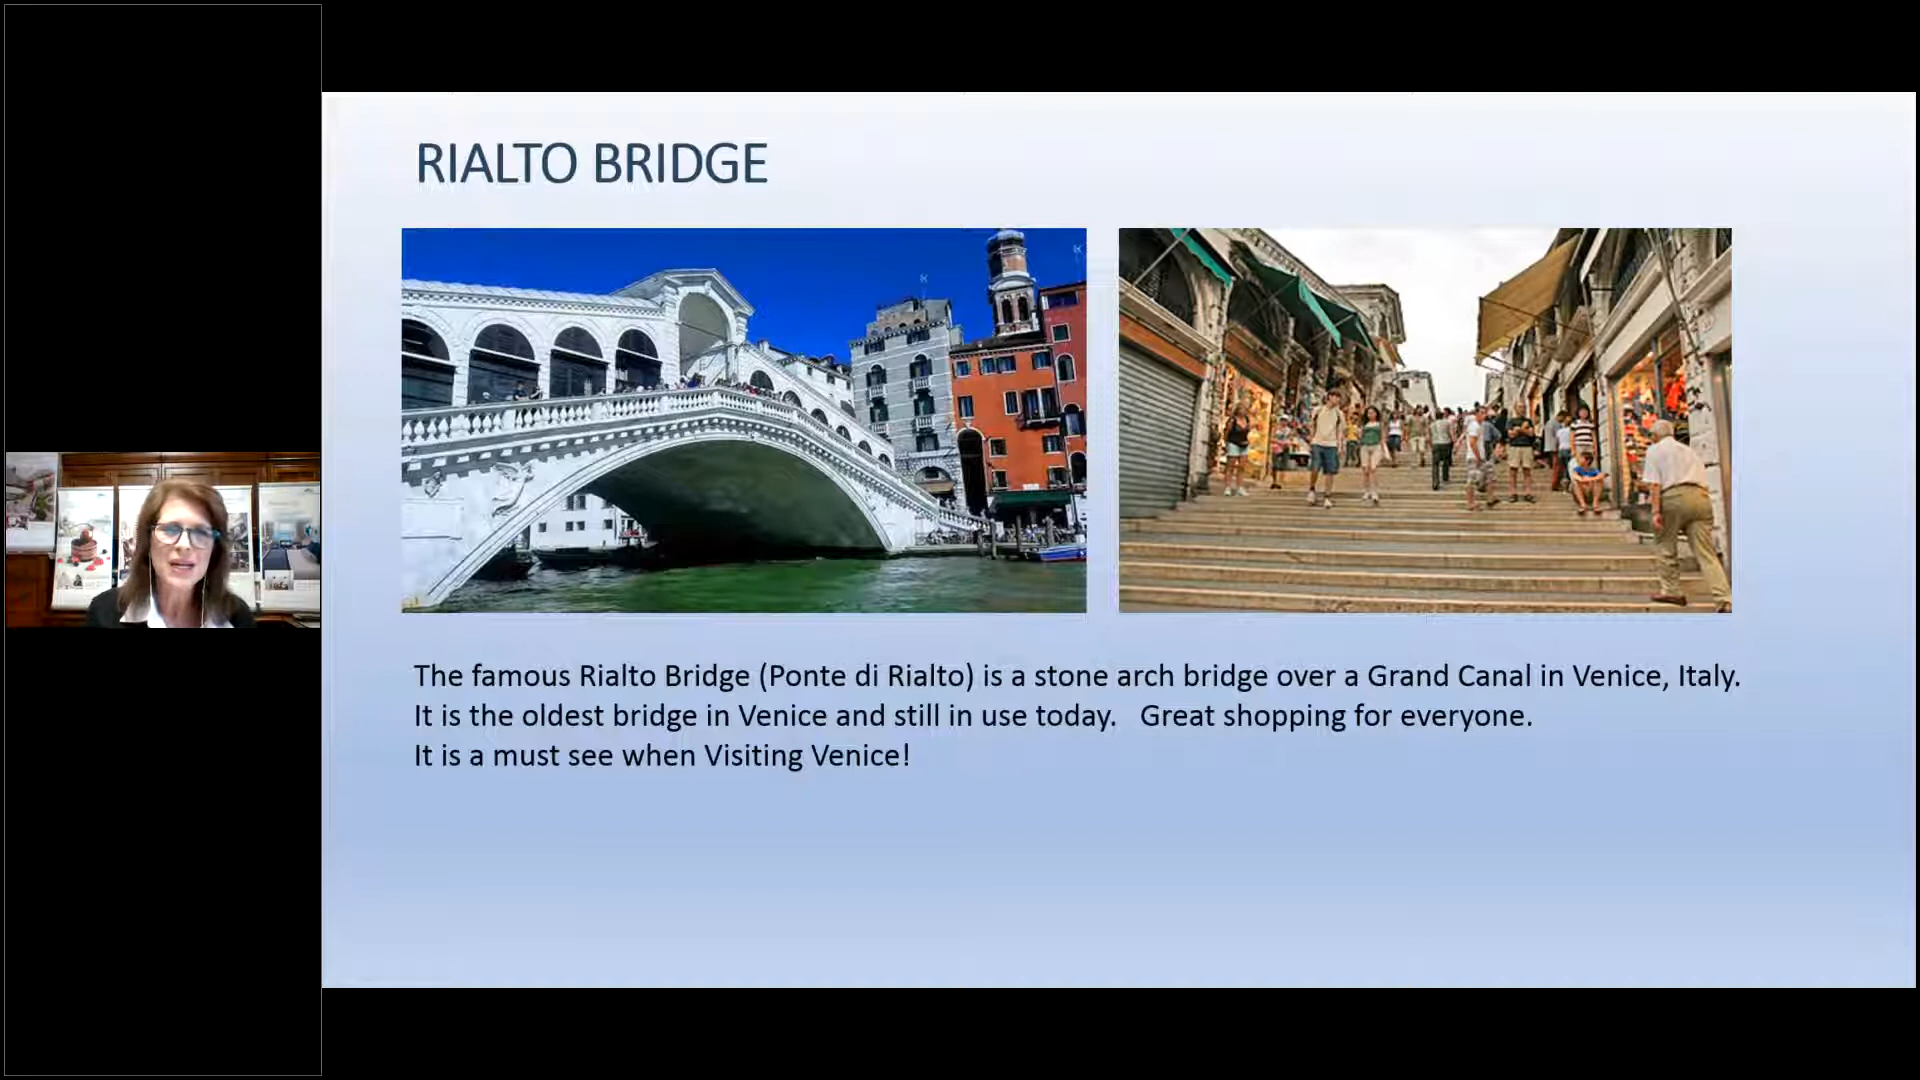 RIALTO BRIDGE
The famous Rialto Bridge (Ponte di Rialto) is a stone arch bridge over a Grand Canal in Venice, Italy.
It is the oldest bridge in Venice and still in use today. Great shopping for everyone.
It is a must see when Visiting Venice!